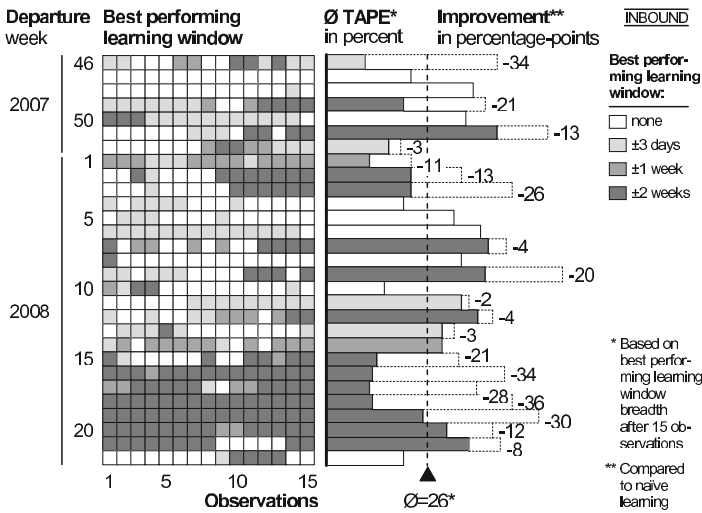 Departure
week
Best performing
learning window
Ø TAPE*
in percent
Improvement**
in percentage-points
INBOUND
46
2007
50
1
5
10
2008
15
20
1
5
10
15
Observations
-34
-21
-13
-3
-11
-13
-26
-4
-20
-2
-4
-3
-21
-34
-28
-36
-30
-12
-8
Ø=26*
Best perfor-
ming learning
window:
none
±3 days
±1 week
±2 weeks
* Based on
best perfor-
ming learning
window
breadth
after 15 ob-
servations
** Compared
to naïve
learning